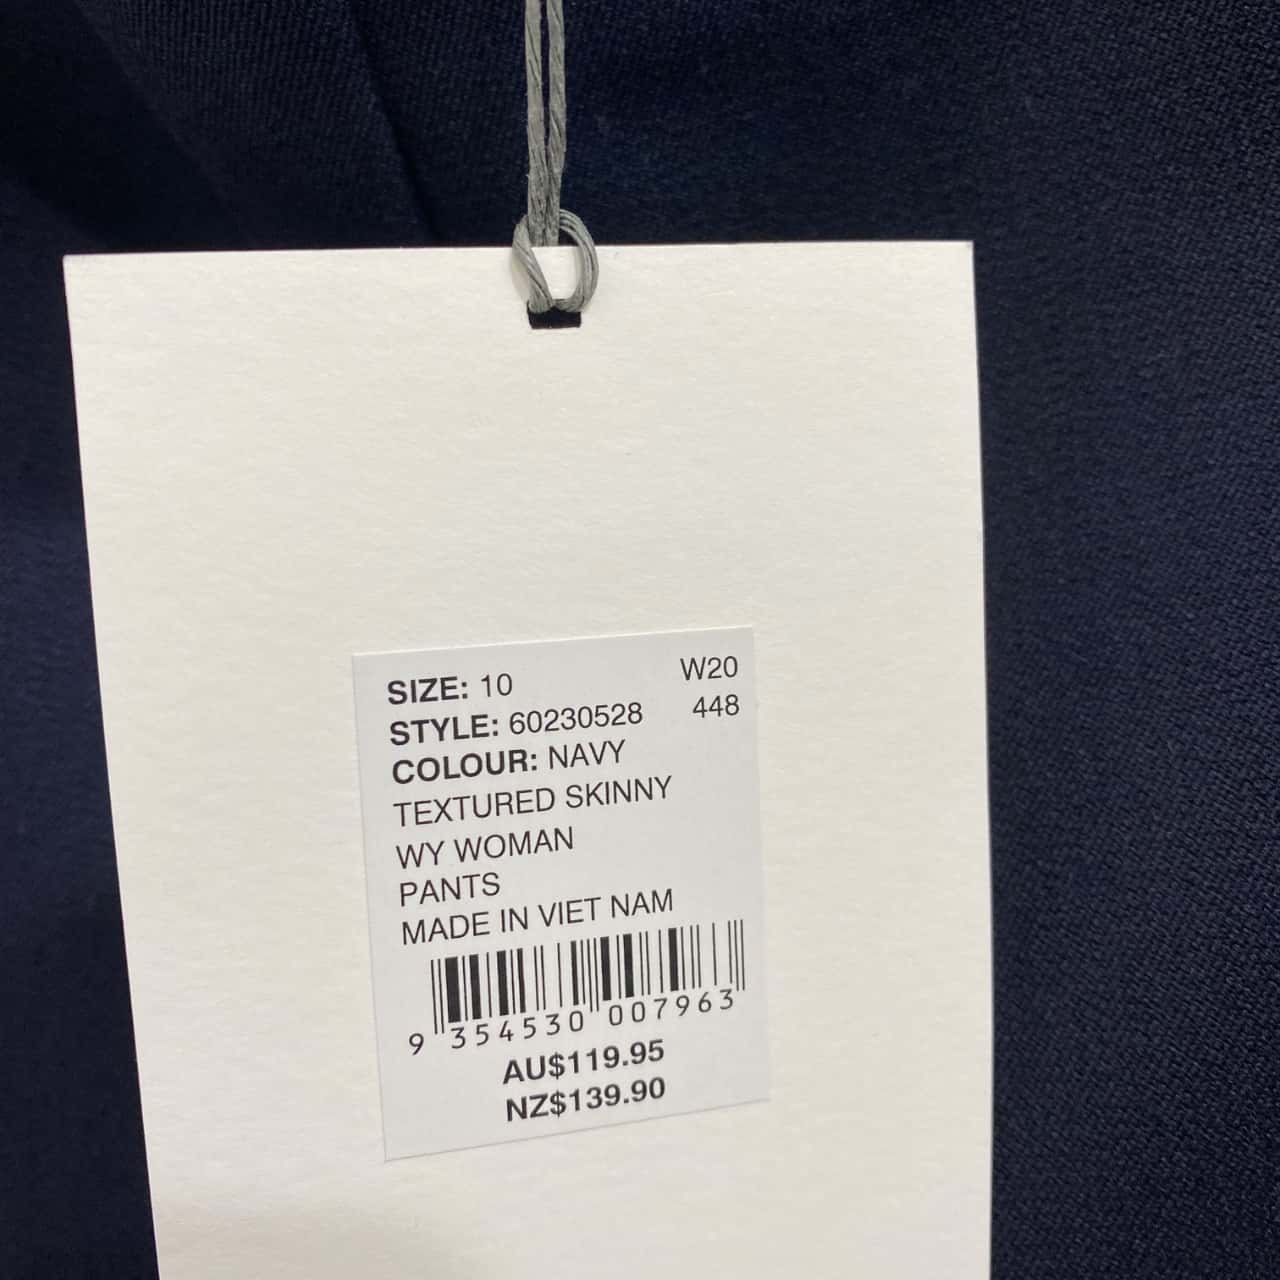 SIZE: 10 W20
STYLE: 60230528 448
COLOUR: NAVY
TEXTURED SKINNY
WY WOMAN
PANTS
MADE IN VIET NAM
9 354530 007963
AU$119.95
NZ$139.90